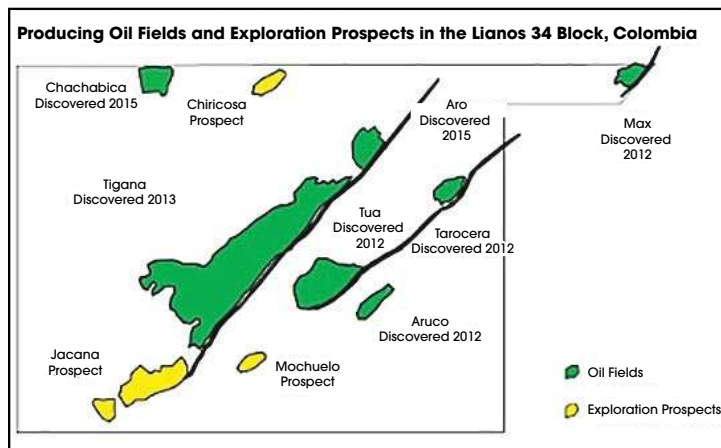 Producing Oil Fields and Exploration Prospects in the Lianos 34 Block, Colombia
Chachabica
Discovered 2015
Chiricosa
Prospect
Aro
Discovered
2015
Max
Discovered
2012
Tigana
Discovered 2013
Tua
Discovered
2012
Tarocera
Discovered 2012
Aruco
Discovered 2012
Jacana
Prospect
Mochuelo
Prospect
Oil Fields
Exploration Prospects